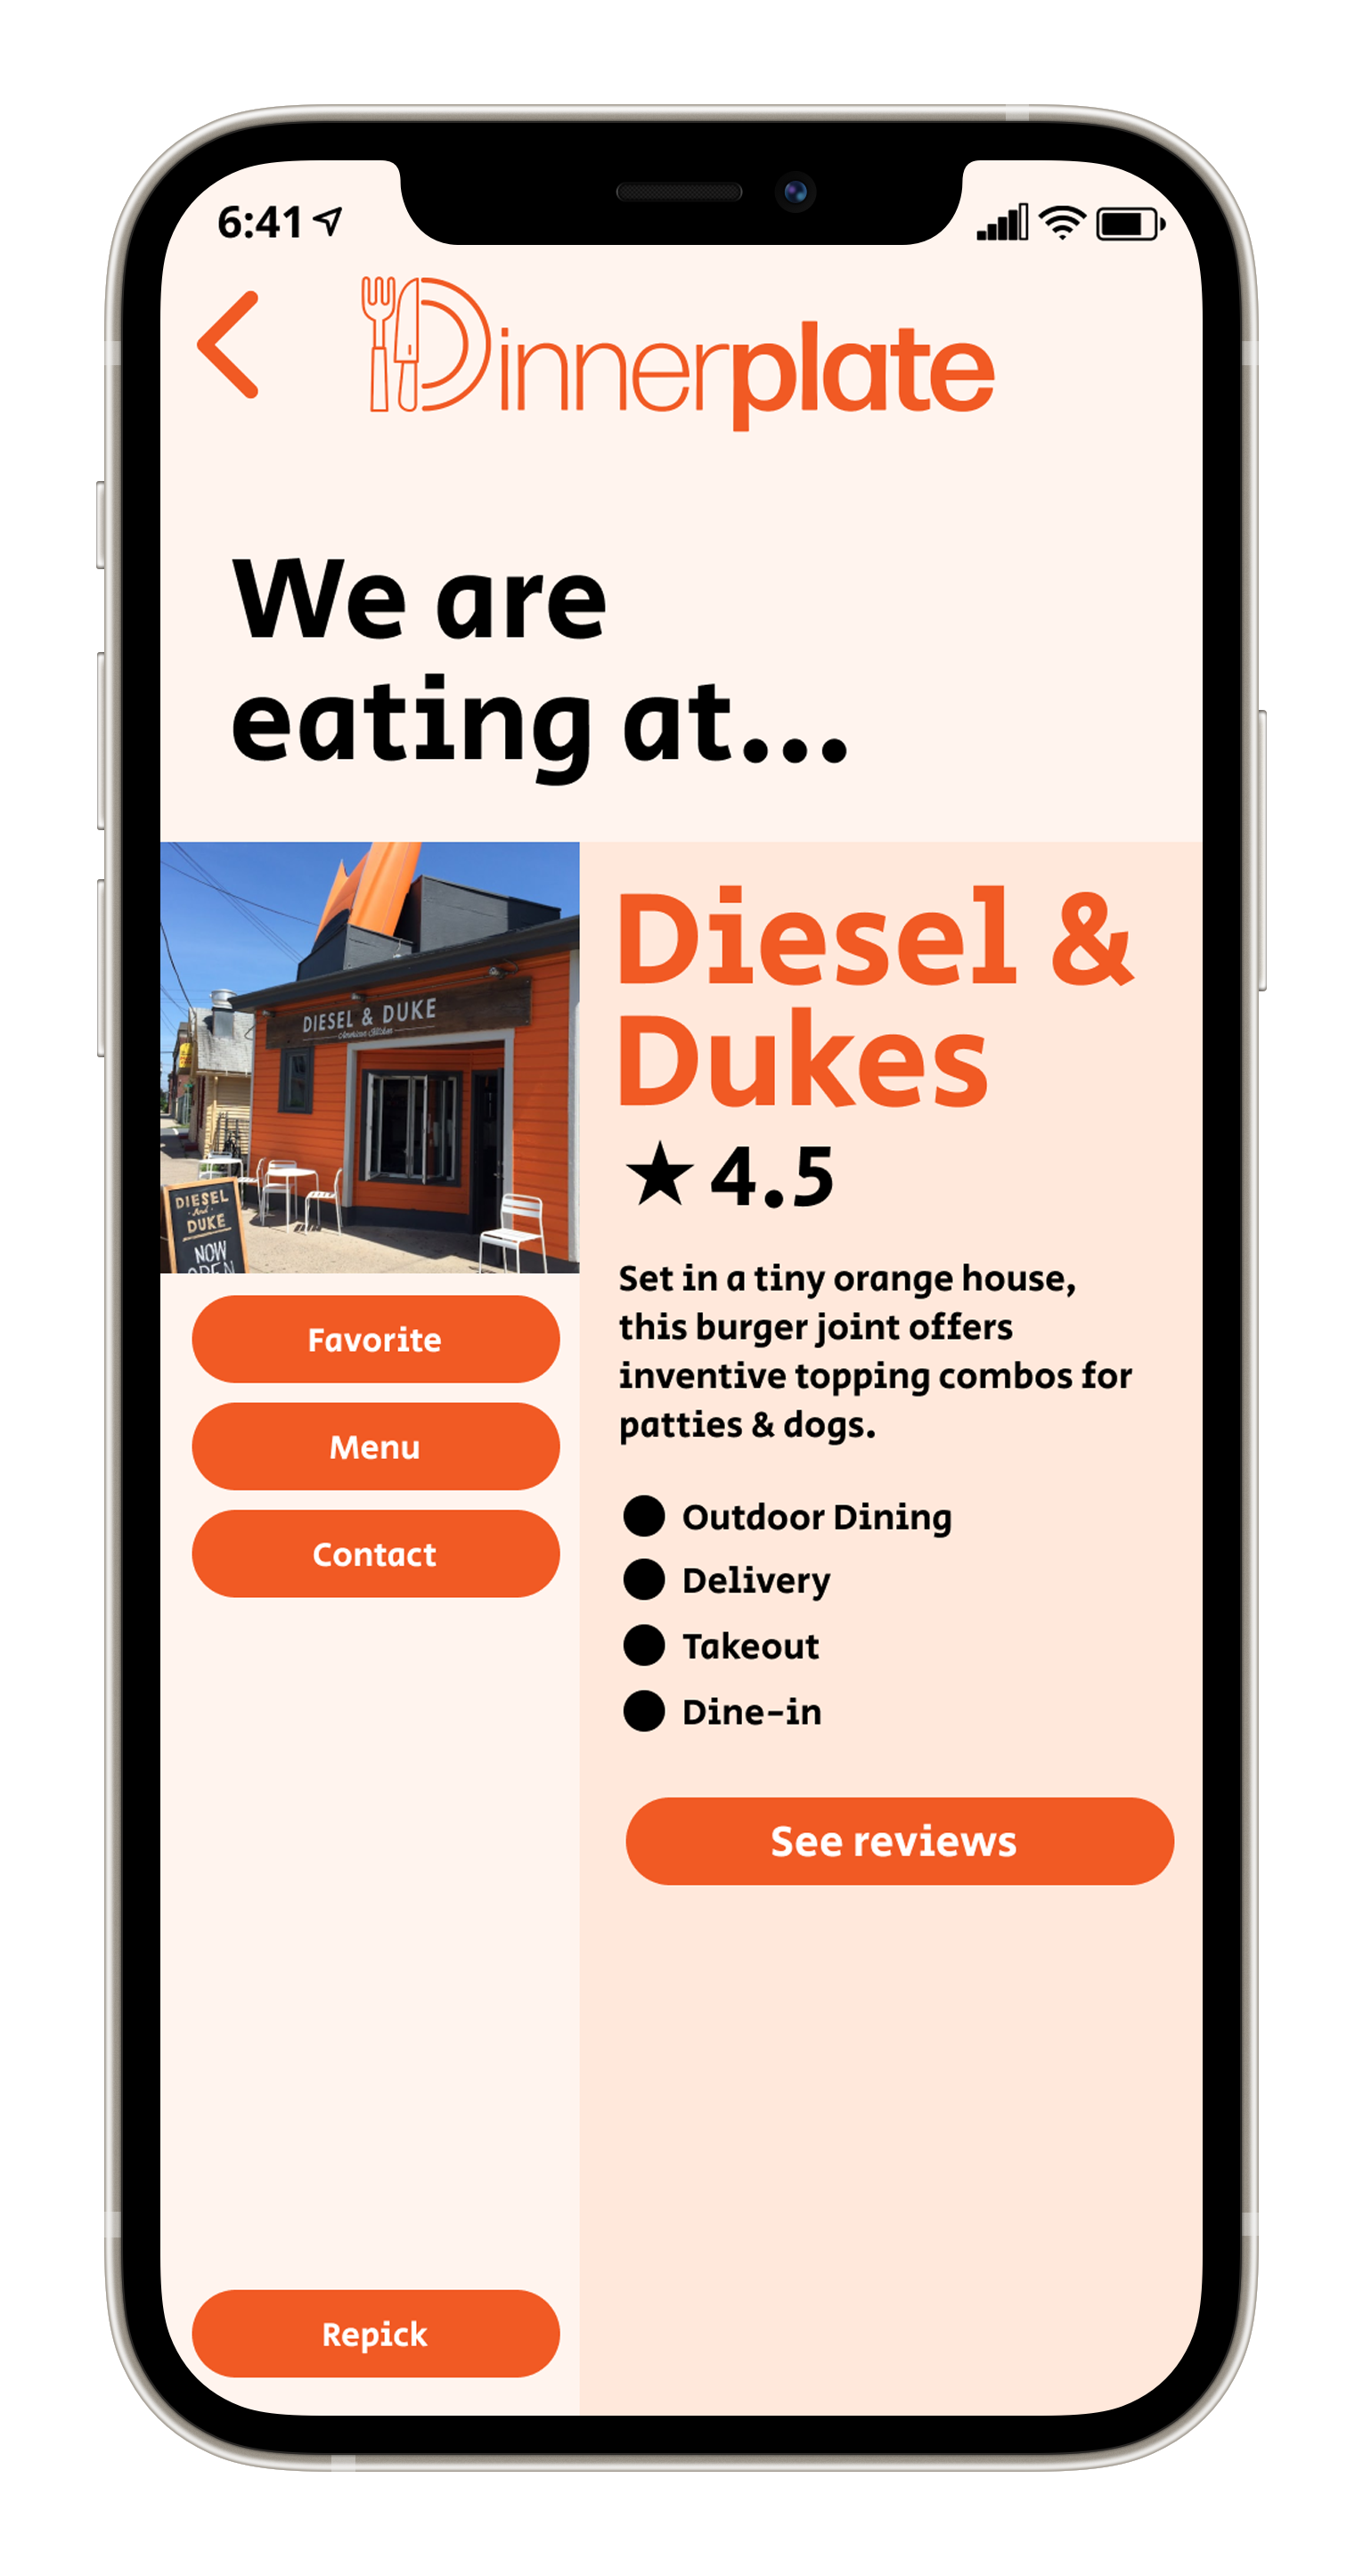 6:41
Dinnerplate
We are
eating at...
DIESEL & DUKE
American Kitchen
DIESEL
And
DUKE
NOW
OPEN
Diesel &
Dukes
★ 4.5
Set in a tiny orange house,
this burger joint offers
inventive topping combos for
patties & dogs.
Outdoor Dining
Delivery
Takeout
Dine-in
See reviews
Favorite
Menu
Contact
Repick